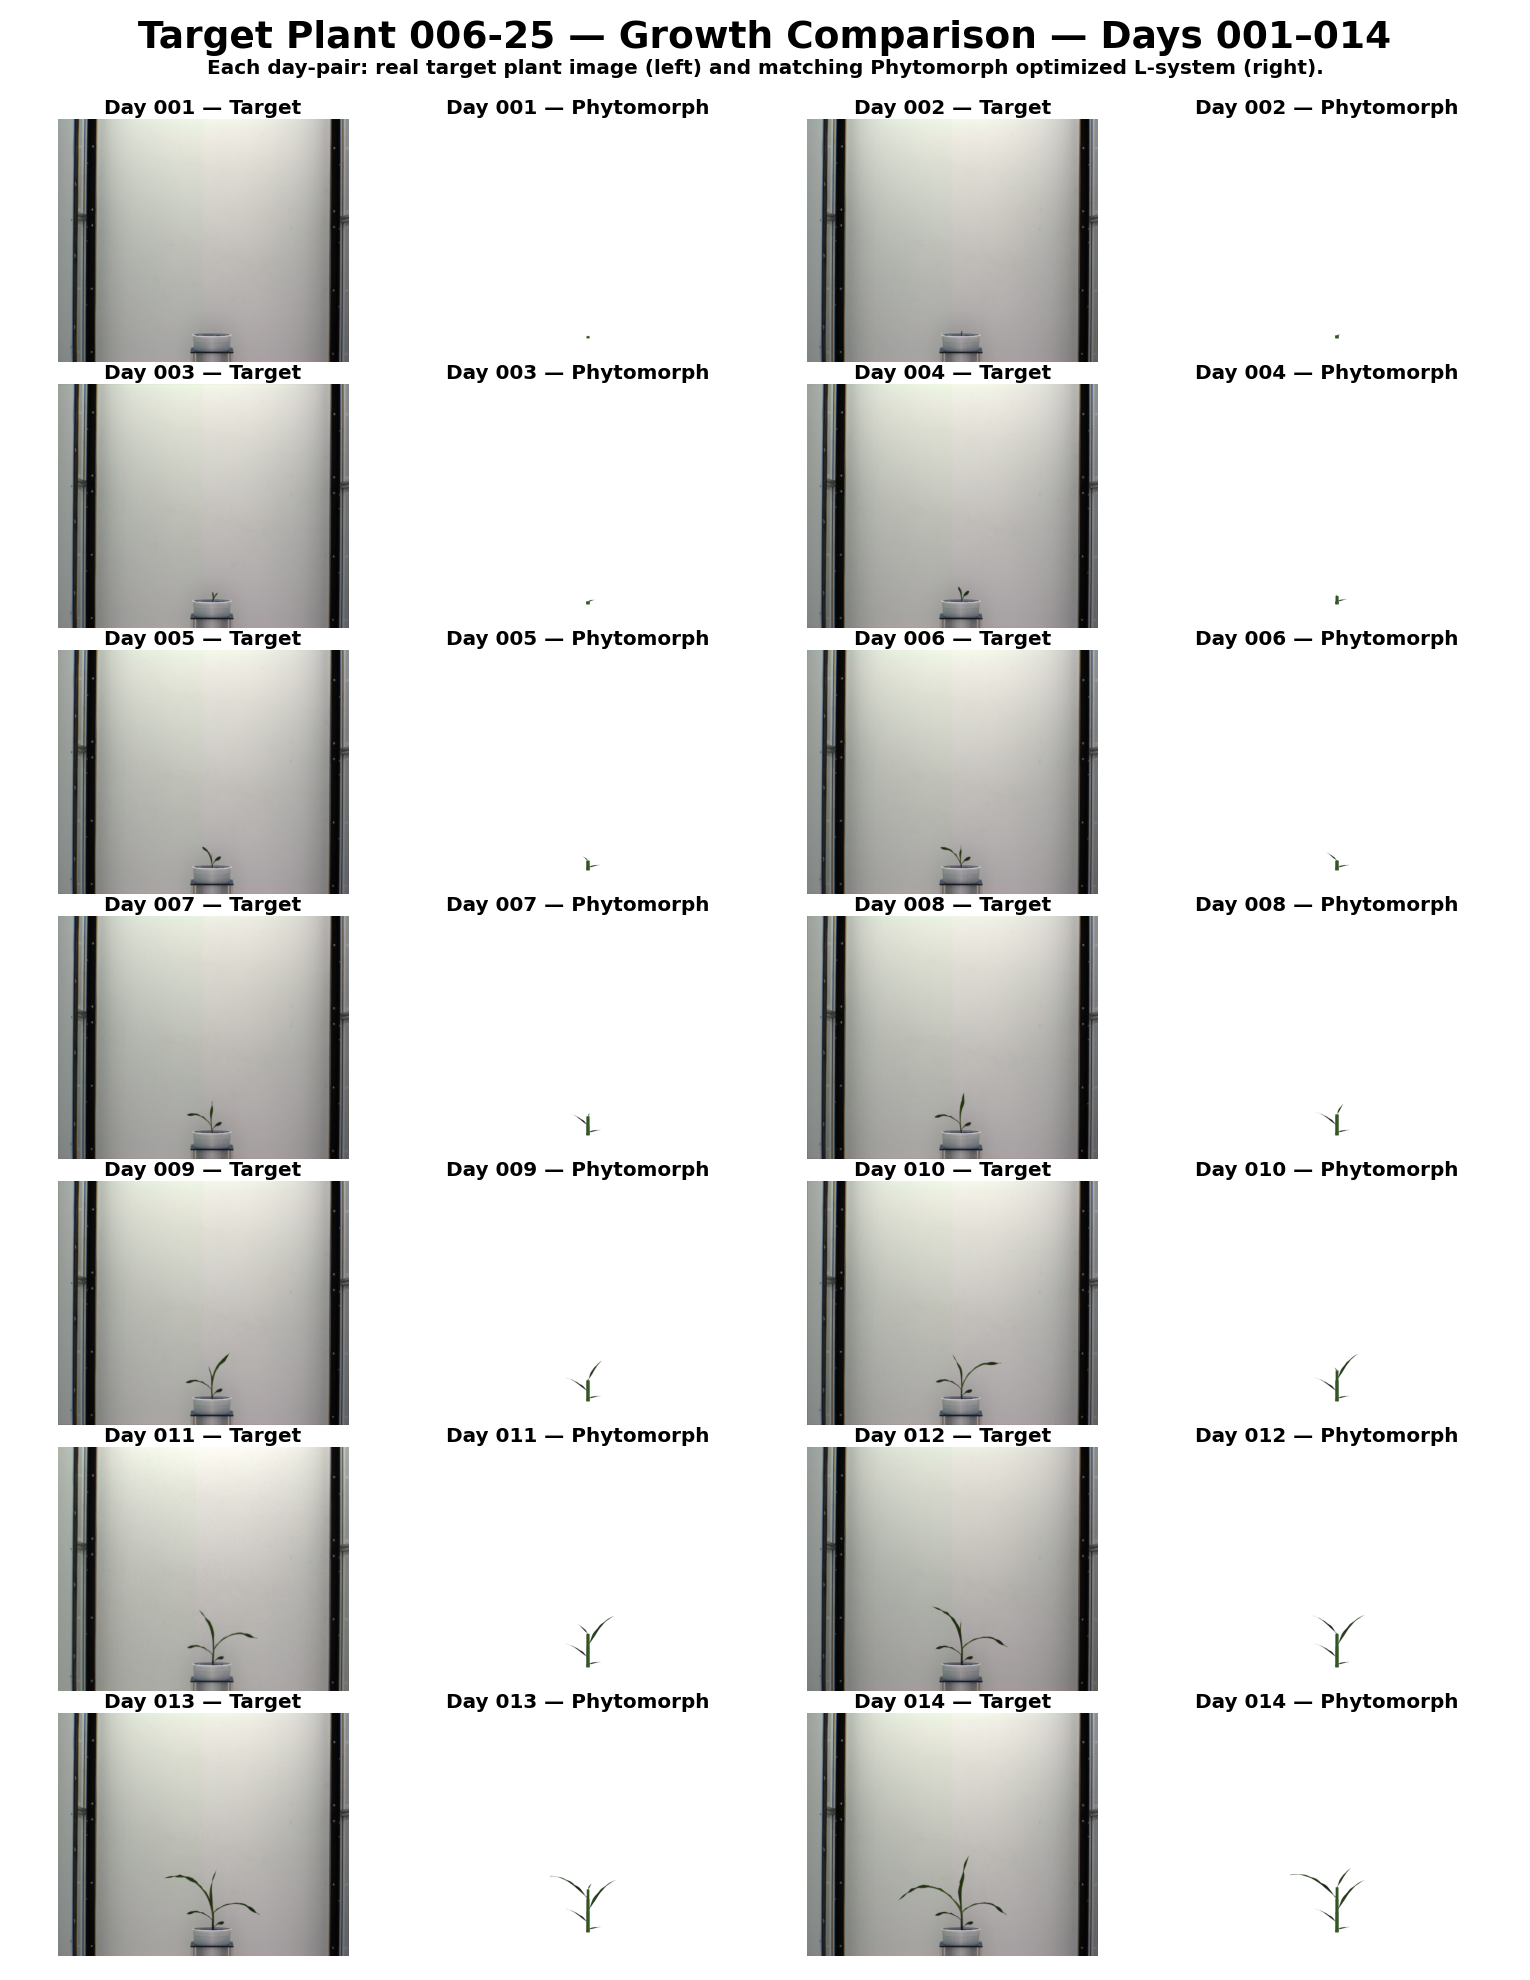 Target Plant 006-25 — Growth Comparison — Days 001–014
Each day-pair: real target plant image (left) and matching Phytomorph optimized L-system (right).
Day 001 — Target
Day 001 — Phytomorph
Day 002 — Target
Day 002 — Phytomorph
Day 003 — Target
Day 003 — Phytomorph
Day 004 — Target
Day 004 — Phytomorph
Day 005 — Target
Day 005 — Phytomorph
Day 006 — Target
Day 006 — Phytomorph
Day 007 — Target
Day 007 — Phytomorph
Day 008 — Target
Day 008 — Phytomorph
Day 009 — Target
Day 009 — Phytomorph
Day 010 — Target
Day 010 — Phytomorph
Day 011 — Target
Day 011 — Phytomorph
Day 012 — Target
Day 012 — Phytomorph
Day 013 — Target
Day 013 — Phytomorph
Day 014 — Target
Day 014 — Phytomorph